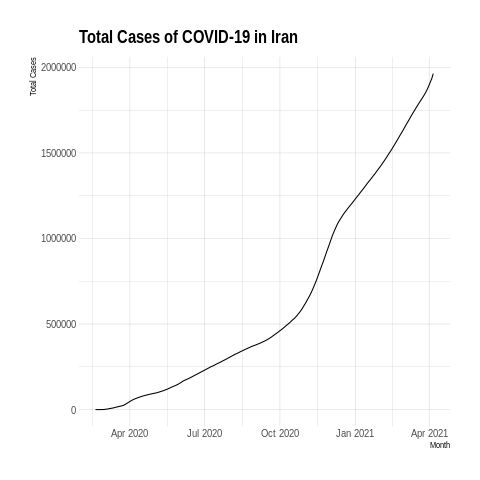 Total Cases of COVID-19 in Iran
Total Cases
2000000
1500000
1000000
500000
0
Apr 2020 Jul 2020 Oct 2020 Jan 2021 Apr 2021
Month